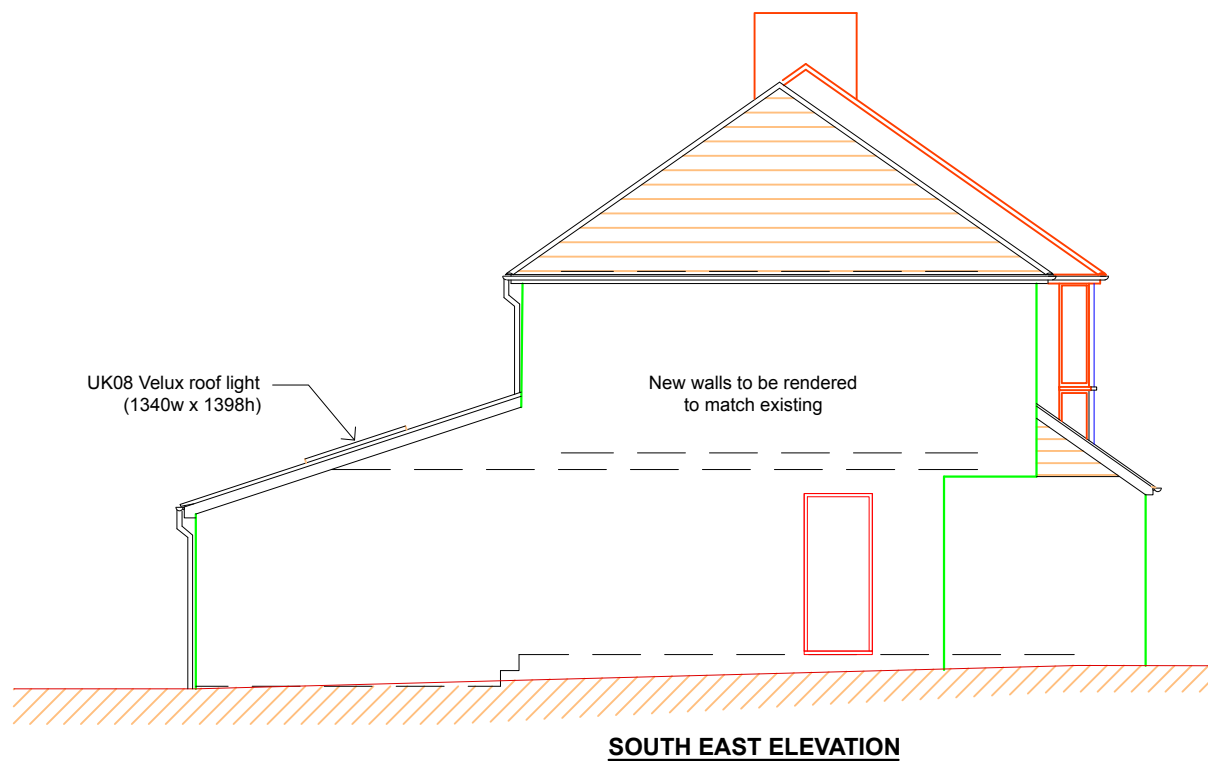 UK08 Velux roof light
(1340w x 1398h)
New walls to be rendered
to match existing
SOUTH EAST ELEVATION